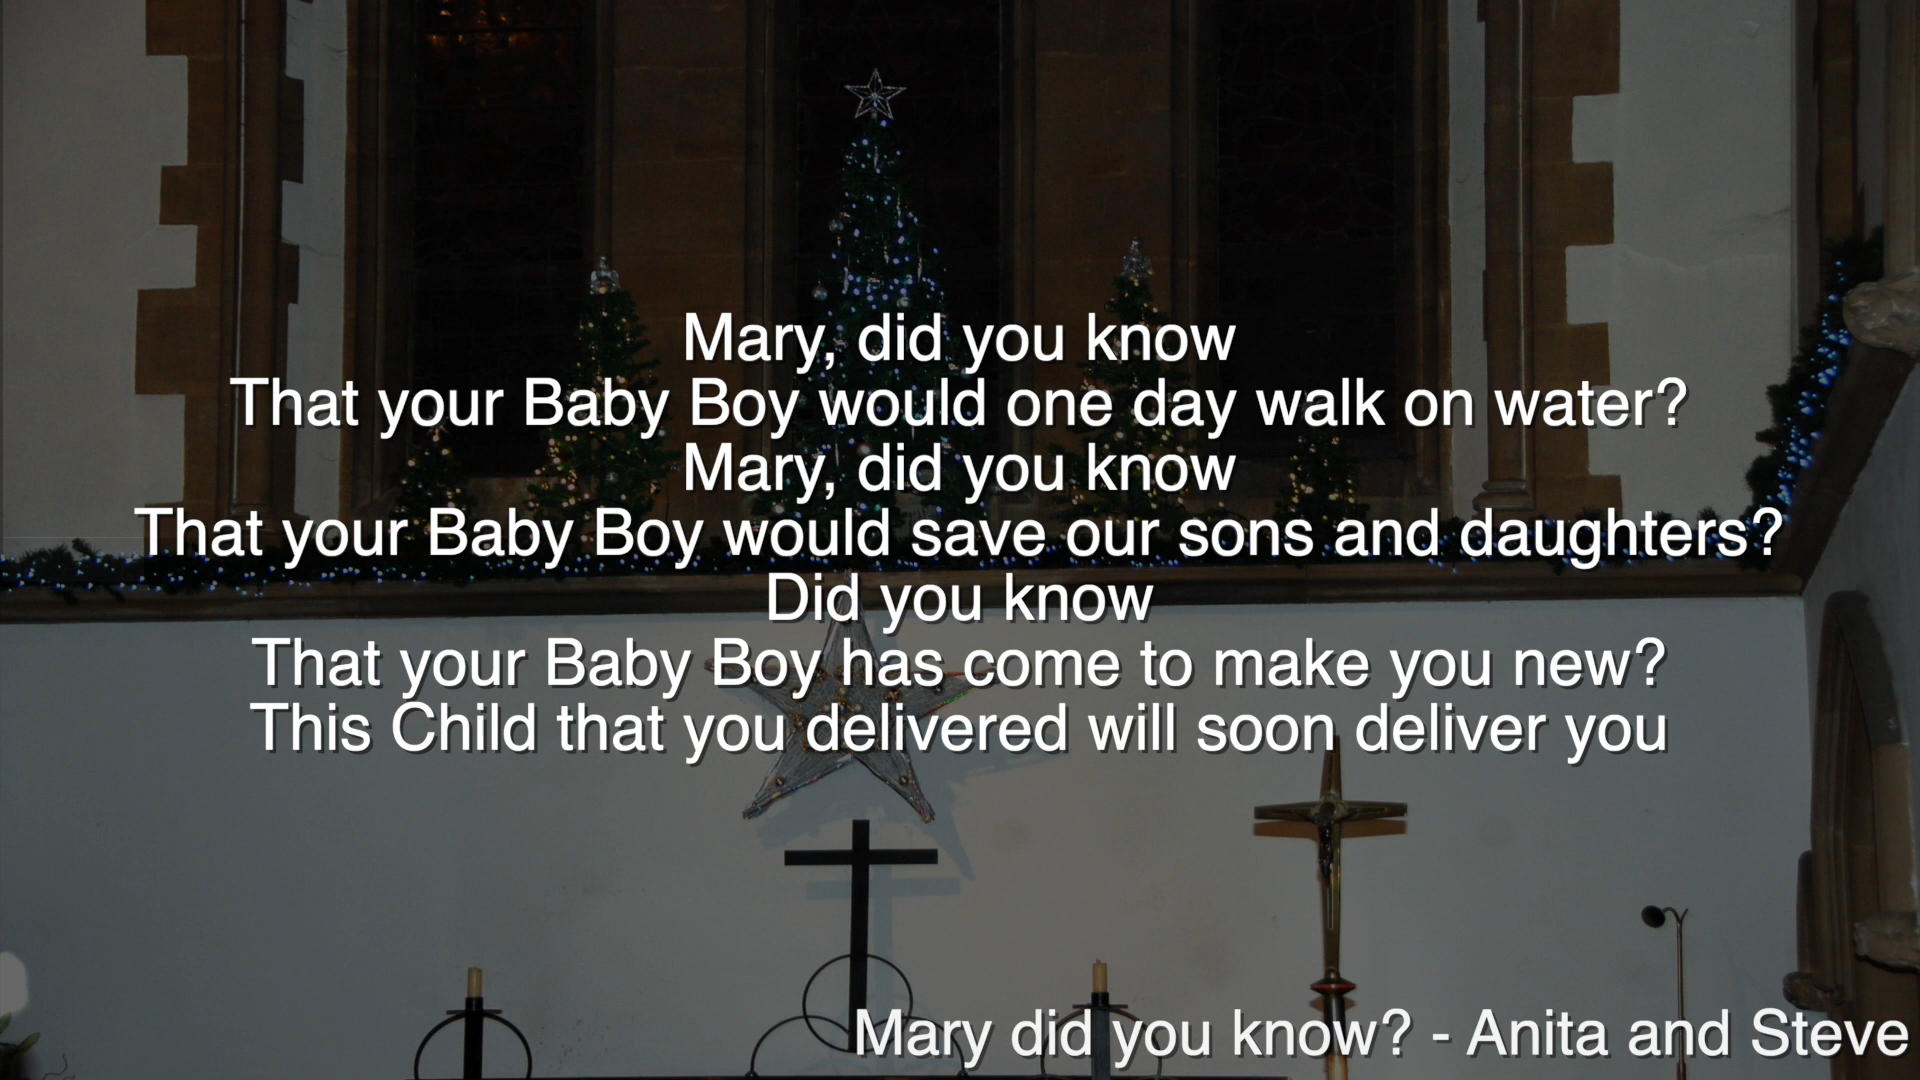 Mary, did you know
That your Baby Boy would one day walk on water?
Mary, did you know
That your Baby Boy would save our sons and daughters?
Did you know
That your Baby Boy has come to make you new?
This Child that you delivered will soon deliver you
Mary did you know? - Anita and Steve